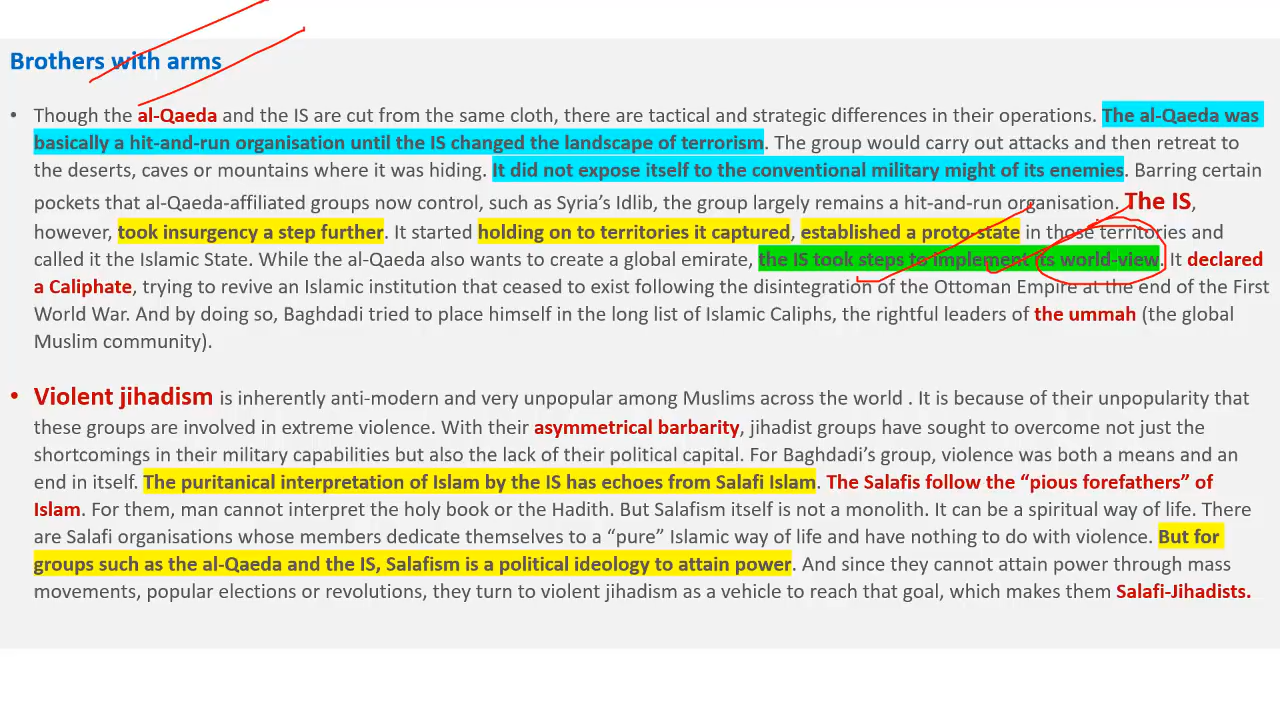 Brothers with arms
• Though the al-Qaeda and the IS are cut from the same cloth, there are tactical and strategic differences in their operations. The al-Qaeda was
basically a hit-and-run organisation until the IS changed the landscape of terrorism. The group would carry out attacks and then retreat to
the deserts, caves or mountains where it was hiding. It did not expose itself to the conventional military might of its enemies. Barring certain
pockets that al-Qaeda-affiliated groups now control, such as Syria's Idlib, the group largely remains a hit-and-run organisation. The IS,
however, took insurgency a step further. It started holding on to territories it captured, established a proto-state in those territories and
called it the Islamic State. While the al-Qaeda also wants to create a global emirate, the IS took steps to implement its world-view. It declared
a Caliphate, trying to revive an Islamic institution that ceased to exist following the disintegration of the Ottoman Empire at the end of the First
World War. And by doing so, Baghdadi tried to place himself in the long list of Islamic Caliphs, the rightful leaders of the ummah (the global
Muslim community).
• Violent jihadism is inherently anti-modern and very unpopular among Muslims across the world . It is because of their unpopularity that
these groups are involved in extreme violence. With their asymmetrical barbarity, jihadist groups have sought to overcome not just the
shortcomings in their military capabilities but also the lack of their political capital. For Baghdadi's group, violence was both a means and an
end in itself. The puritanical interpretation of Islam by the IS has echoes from Salafi Islam. The Salafis follow the “pious forefathers” of
Islam. For them, man cannot interpret the holy book or the Hadith. But Salafism itself is not a monolith. It can be a spiritual way of life. There
are Salafi organisations whose members dedicate themselves to a “pure” Islamic way of life and have nothing to do with violence. But for
groups such as the al-Qaeda and the IS, Salafism is a political ideology to attain power. And since they cannot attain power through mass
movements, popular elections or revolutions, they turn to violent jihadism as a vehicle to reach that goal, which makes them Salafi-Jihadists.